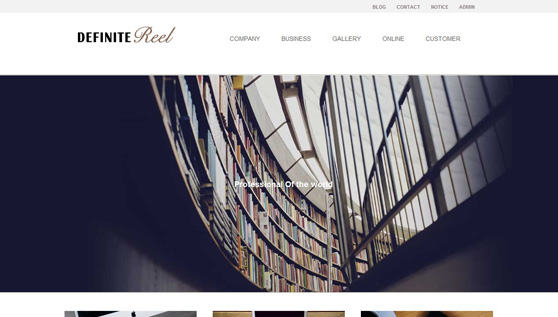 BLOG CONTACT NOTICE ADMIN
DEFINITE Reel
COMPANY BUSINESS GALLERY ONLINE CUSTOMER
Professional Of the world